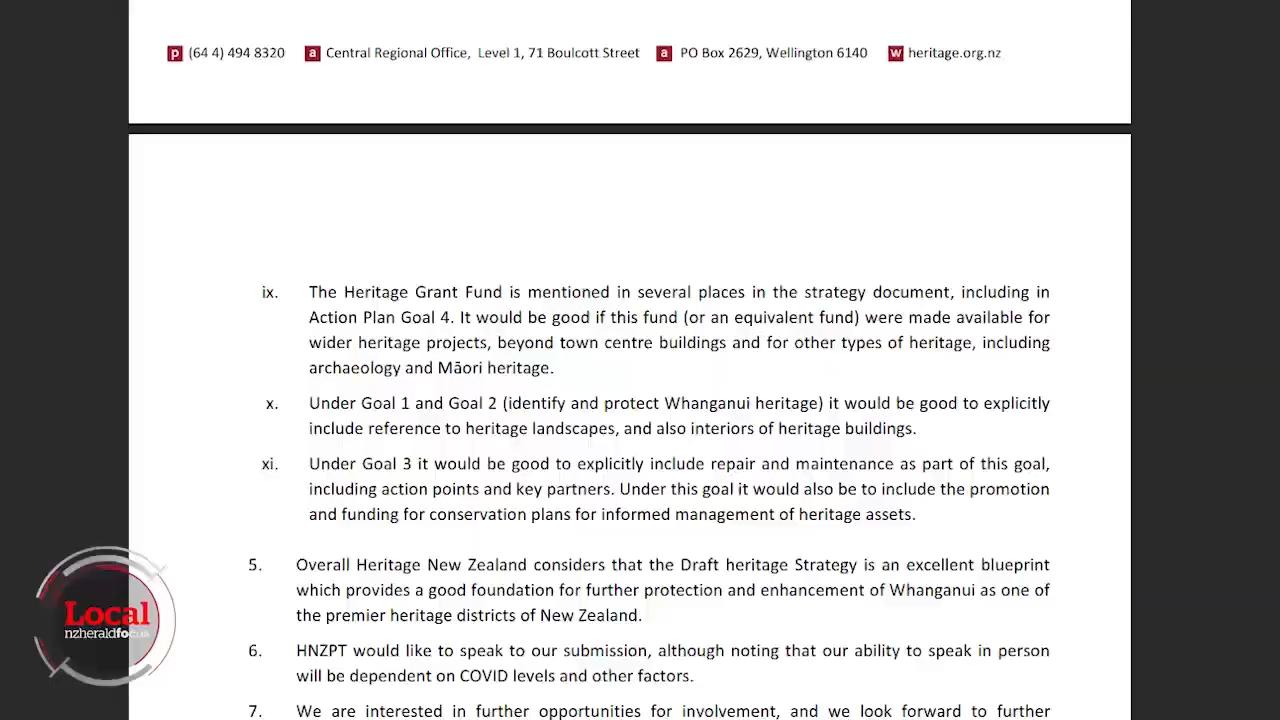 p (64 4) 494 8320 a Central Regional Office, Level 1, 71 Boulcott Street a PO Box 2629, Wellington 6140 w heritage.org.nz
ix. The Heritage Grant Fund is mentioned in several places in the strategy document, including in
Action Plan Goal 4. It would be good if this fund (or an equivalent fund) were made available for
wider heritage projects, beyond town centre buildings and for other types of heritage, including
archaeology and Māori heritage.
x. Under Goal 1 and Goal 2 (identify and protect Whanganui heritage) it would be good to explicitly
include reference to heritage landscapes, and also interiors of heritage buildings.
xi. Under Goal 3 it would be good to explicitly include repair and maintenance as part of this goal,
including action points and key partners. Under this goal it would also be to include the promotion
and funding for conservation plans for informed management of heritage assets.
5. Overall Heritage New Zealand considers that the Draft heritage Strategy is an excellent blueprint
which provides a good foundation for further protection and enhancement of Whanganui as one of
the premier heritage districts of New Zealand.
Local
nzheraldfocus
6. HNZPT would like to speak to our submission, although noting that our ability to speak in person
will be dependent on COVID levels and other factors.
7. We are interested in further opportunities for involvement, and we look forward to further